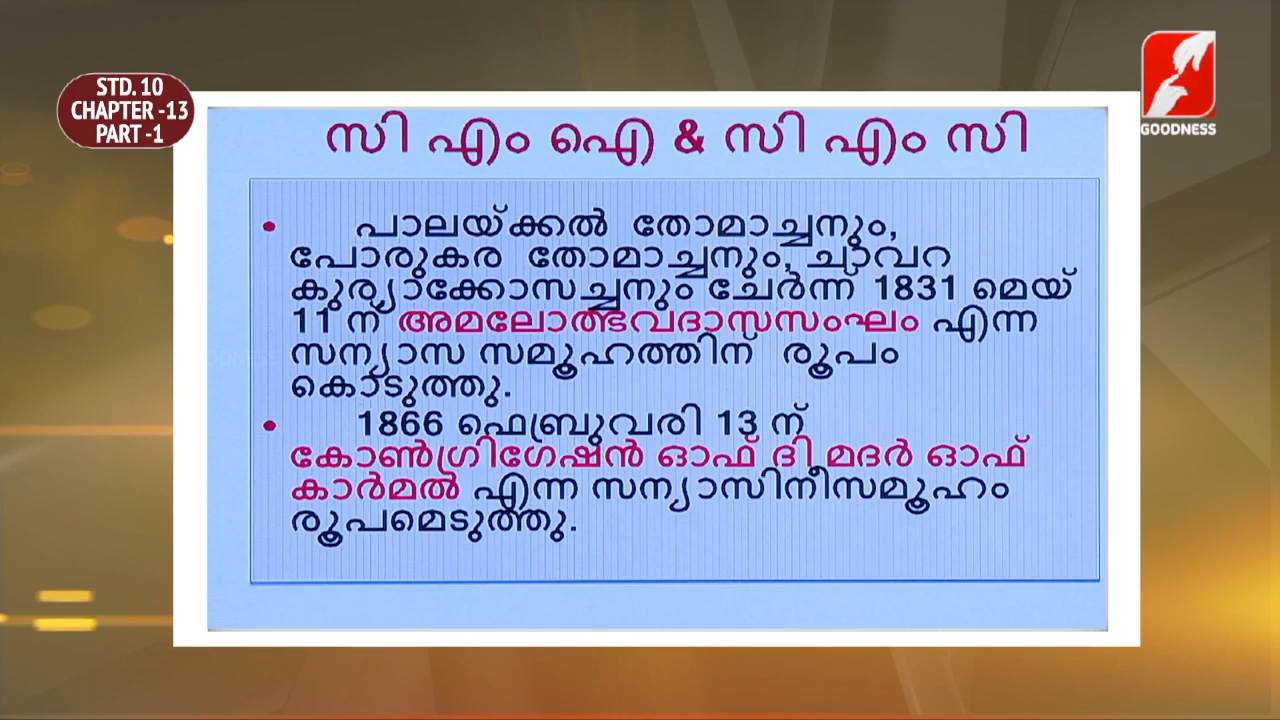 STD. 10
CHAPTER -13
PART -1
GOODNESS
സി എം ഐ & സി എം സി
• പാലയ്ക്കൽ തോമാച്ചനും,
പോരുകര തോമാച്ചനും, ചാവറ
കുര്യാക്കോസച്ചനും ചേർന്ന് 1831 മെയ്
11 ന് അമലോത്ഭവദാസസംഘം എന്ന
സന്യാസ സമൂഹത്തിന് രൂപം
കൊടുത്തു.
• 1866 ഫെബ്രുവരി 13 ന്
കോൺഗ്രിഗേഷൻ ഓഫ് ദി മദർ ഓഫ്
കാർമൽ എന്ന സന്യാസിനീസമൂഹം
രൂപമെടുത്തു.